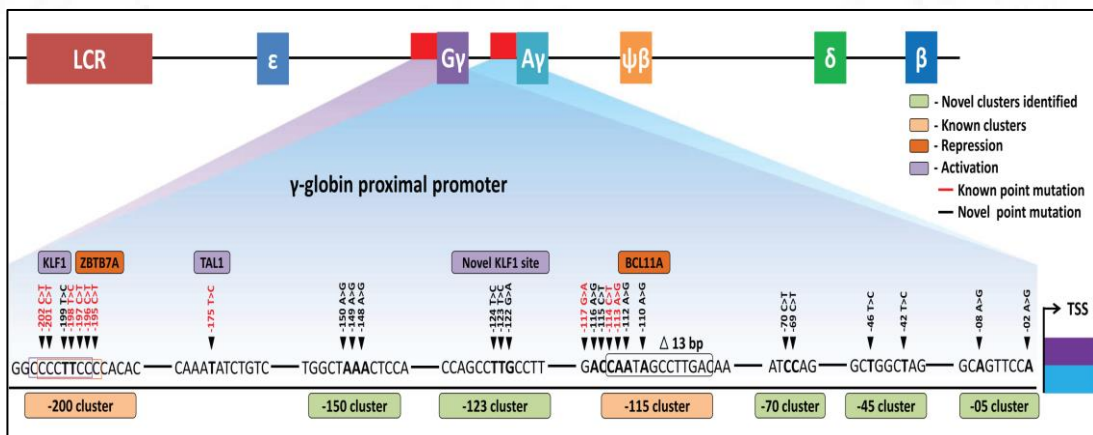 LCR ε Gγ Aγ ψβ δ β
- Novel clusters identified
- Known clusters
- Repression
- Activation
- Known point mutation
- Novel point mutation
γ-globin proximal promoter
KLF1 ZBTB7A TAL1 Novel KLF1 site BCL11A
-202 C>T
-201 C>T
-199 T>C
-198 T>C
-197 C>T
-196 C>T
-195 C>T
-175 T>C
-150 A>G
-149 A>G
-148 A>G
-124 T>C
-123 T>C
-122 G>A
-117 G>A
-116 A>G
-115 C>T
-114 C>T
-113 A>G
-112 A>G
-110 A>G
-70 C>T
-69 C>T
-46 T>C
-42 T>C
-08 A>G
-02 A>G
TSS
Δ 13 bp
GGCCCCTTCCCCACAC CAAATATCTGTC TGGCTAAACTCCA CCAGCCTTGCCTT GACCAATAGCCTTGACAA ATCCAG GCTGGCTAG GCAGTTCCA
-200 cluster -150 cluster -123 cluster -115 cluster -70 cluster -45 cluster -05 cluster